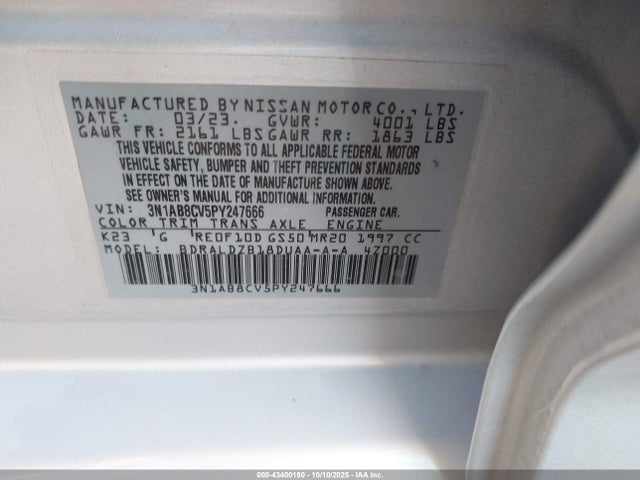 MANUFACTURED BY NISSAN MOTOR CO., LTD.
DATE: 03/23. GVWR: 4001 LBS
GAWR FR: 2161 LBS GAWR RR: 1863 LBS
THIS VEHICLE CONFORMS TO ALL APPLICABLE FEDERAL MOTOR
VEHICLE SAFETY, BUMPER AND THEFT PREVENTION STANDARDS
IN EFFECT ON THE DATE OF MANUFACTURE SHOWN ABOVE.
SEE OWNER'S MANUAL FOR ADDITIONAL INFORMATION.
VIN: 3N1AB8CV5PY247666 PASSENGER CAR.
COLOR TRIM TRANS AXLE ENGINE
K23 G RE0F10D GS50 MR20 1997 CC
MODEL: BDRALDZB18DUAA-A-A 47000
3N1AB8CV5PY247666
000-43400190 - 10/10/2025 - IAA Inc.